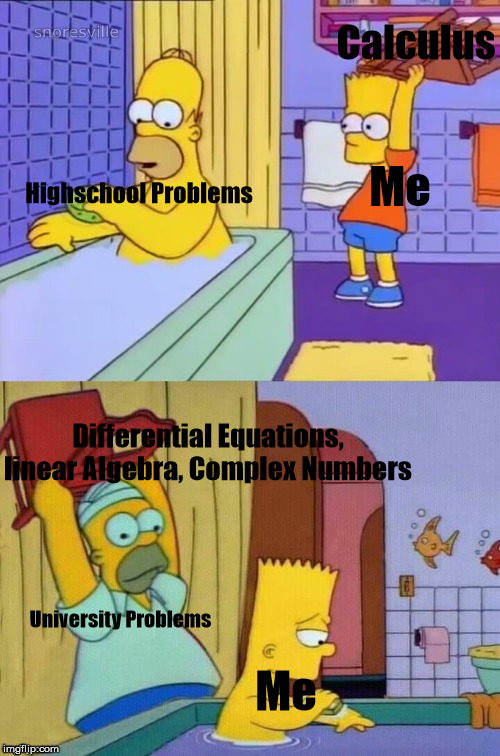 snoresville
Calculus
Highschool Problems
Me
Differential Equations,
linear Algebra, Complex Numbers
University Problems
Me
imgflip.com